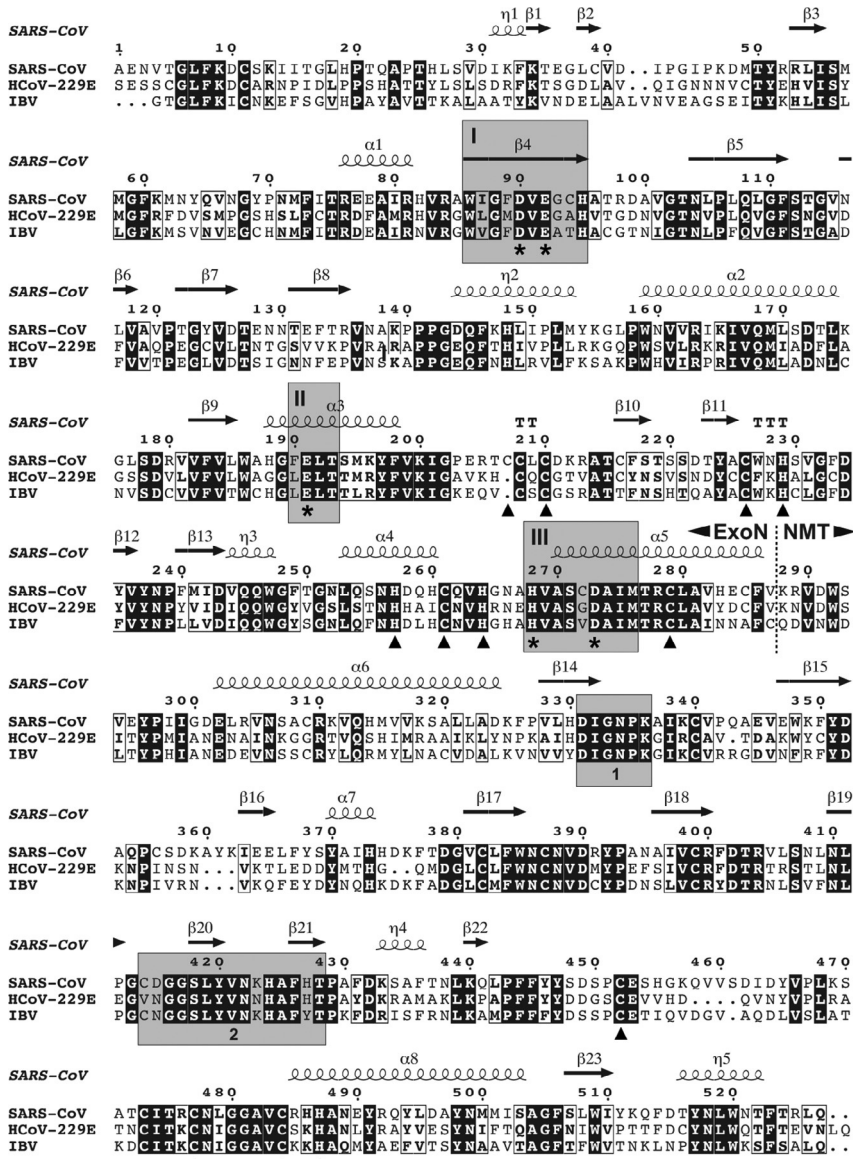 SARS-CoV η1 β1 β2 β3
1 10 20 30 40 50
SARS-CoV AENVTGLFKDCSKIITGLHPTQAPTHLSVDIKFKTEGLCVD..IPGIPKDMTYRRLISM
HCoV-229E SESSCGLFKDCARNPIDLPPSHATTYLSLSDRFKTSGDLAV..QIGNNNVCTYEHVISY
IBV ...GTGLFKICNKEFSGVHPAYAVTTKALAATYKVNDELAALVNVEAGSEITYKHLISL
I
SARS-CoV α1 β4 β5
60 70 80 90 100 110
SARS-CoV MGFKMNYQVNGYPNMFITREEAIRHVRAWIGFDVEGCHATRDAVGTNLPLQLGFSTGVN
HCoV-229E MGFRFDVSMPGSHSLFCTRDFAMRHVRGWLGMDVEGAHVTGDNVGTNVPLQVGFSNGVD
IBV LGFKMSVNVEGCHNMFITRDEAIRNVRGWVGFDVEATHACGTNIGTNLPFQVGFSTGAD
* *
SARS-CoV β6 β7 β8 η2 α2
120 130 140 150 160 170
SARS-CoV LVAVPTGYVDTENNTEFTRVNAKPPPGDQFKHLIPLMYKGLPWNVVRIKIVQMLSDTLK
HCoV-229E FVAQPEGCVLTNTGSVVKPVRARAPPGEQFTHIVPLLRKGQPWSVLRKRIVQMIADFLA
IBV FVVTPEGLVDTSIGNNFEPVNSKAPPGEQFNHLRVLFKSAKPWHVIRPRIVQMLADNLC
II
SARS-CoV β9 α3 TT β10 β11 TTT
180 190 200 210 220 230
SARS-CoV GLSDRVVFVLWAHGFELTSMKYFVKIGPERTCCLCDKRATCFSTSSDTYACWNHSVGFD
HCoV-229E GSSDVLVFVLWAGGLELTTMRYFVKIGAVKH.CQCGTVATCYNSVSNDYCCFKHALGCD
IBV NVSDCVVFVTWCHGLELTTLRYFVKIGKEQV.CSCGSRATTFNSHTQAYACWKHCLGFD
*
ExoN NMT
III
SARS-CoV β12 β13 η3 α4 α5
240 250 260 270 280 290
SARS-CoV YVYNPFMIDVQQWGFTGNLQSNHDQHCQVHGNAHVASCDAIMTRCLAVHECFVKRVDWS
HCoV-229E YVYNPYVIDIQQWGYVGSLSTNHHAICNVHRNEHVASGDAIMTRCLAVYDCFVKNVDWS
IBV FVYNPLLVDIQQWGYSGNLQFNHDLHCNVHGHAHVASVDAIMTRCLAINNAFCQDVNWD
* *
SARS-CoV α6 β14 β15
300 310 320 330 340 350
SARS-CoV VEYPIIGDELRVNSACRKVQHMVVKSALLADKFPVLHDIGNPKAIKCVPQAEVEWKFYD
HCoV-229E ITYPMIANENAINKGGRTVQSHIMRAAIKLYNPKAIHDIGNPKGIRCAV.TDAKWYCYD
IBV LTYPHIANEDEVNSSCRYLQRMYLNACVDALKVNVVYDIGNPKGIKCVRRGDVNFRFYD
1
SARS-CoV β16 α7 β17 β18 β19
360 370 380 390 400 410
SARS-CoV AQPCSDKAYKIEELFYSYAIHHDKFTDGVCLFWNCNVDRYPANAIVCRFDTRVLSNLNL
HCoV-229E KNPINSN...VKTLEDDYMTHG..QMDGLCLFWNCNVDMYPEFSIVCRFDTRTRSTLNL
IBV KNPIVRN...VKQFEYDYNQHKDKFADGLCMFWNCNVDCYPDNSLVCRYDTRNLSVFNL
SARS-CoV β20 β21 η4 β22
420 430 440 450 460 470
SARS-CoV PGCDGGSLYVNKHAFHTPAFDKSAFTNLKQLPFFYYSDSPCESHGKQVVSDIDYVPLKS
HCoV-229E EGVNGGSLYVNNHAFHTPAYDKRAMAKLKPAPFFYYDDGSCEVVHD....QVNYVPLRA
IBV PGCNGGSLYVNKHAFYTPKFDRISFRNLKAMPFFFYDSSPCETIQVDGV.AQDLVSLAT
2
SARS-CoV α8 β23 η5
480 490 500 510 520
SARS-CoV ATCITRCNLGGAVCRHHANEYRQYLDAYNMMISAGFSLWIYKQFDTYNLWNTFTRLQ..
HCoV-229E TNCITKCNIGGAVCSKHANLYRAYVESYNIFTQAGFNIWVPTTFDCYNLWQTFTEVNLQ
IBV KDCITKCNIGGAVCKKHAQMYAEFVTSYNAAVTAGFTFWVTNKLNPYNLWKSFSALQ..